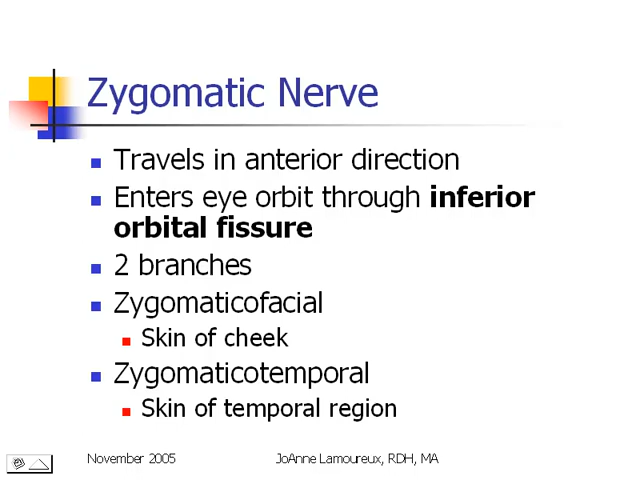 Zygomatic Nerve
Travels in anterior direction
Enters eye orbit through inferior
orbital fissure
2 branches
Zygomaticofacial
Skin of cheek
Zygomaticotemporal
Skin of temporal region
November 2005
JoAnne Lamoureux, RDH, MA